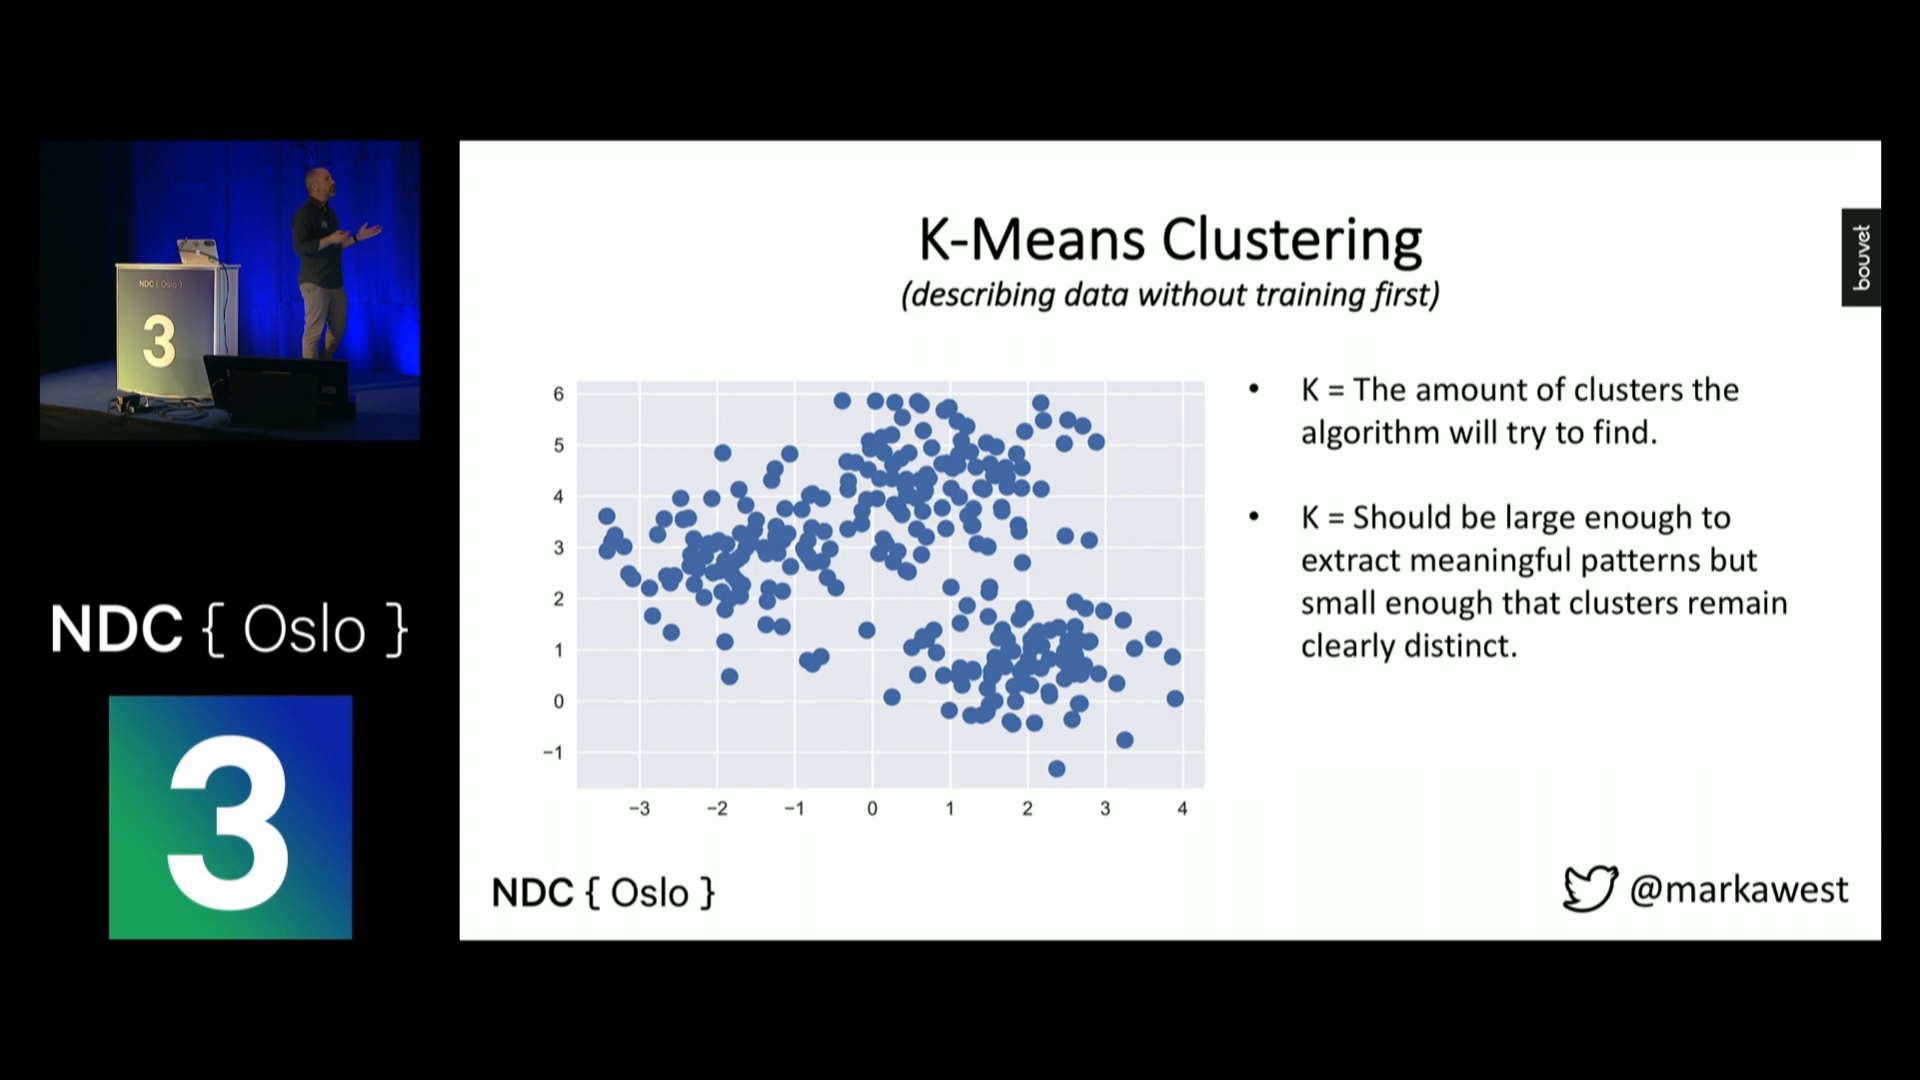 NDC { Oslo }
3
NDC { Oslo }
3
K-Means Clustering
(describing data without training first)
bouvet
6
5
4
3
2
1
0
−1
−3
−2
−1
0
1
2
3
4
• K = The amount of clusters the
algorithm will try to find.
• K = Should be large enough to
extract meaningful patterns but
small enough that clusters remain
clearly distinct.
NDC { Oslo }
@markawest